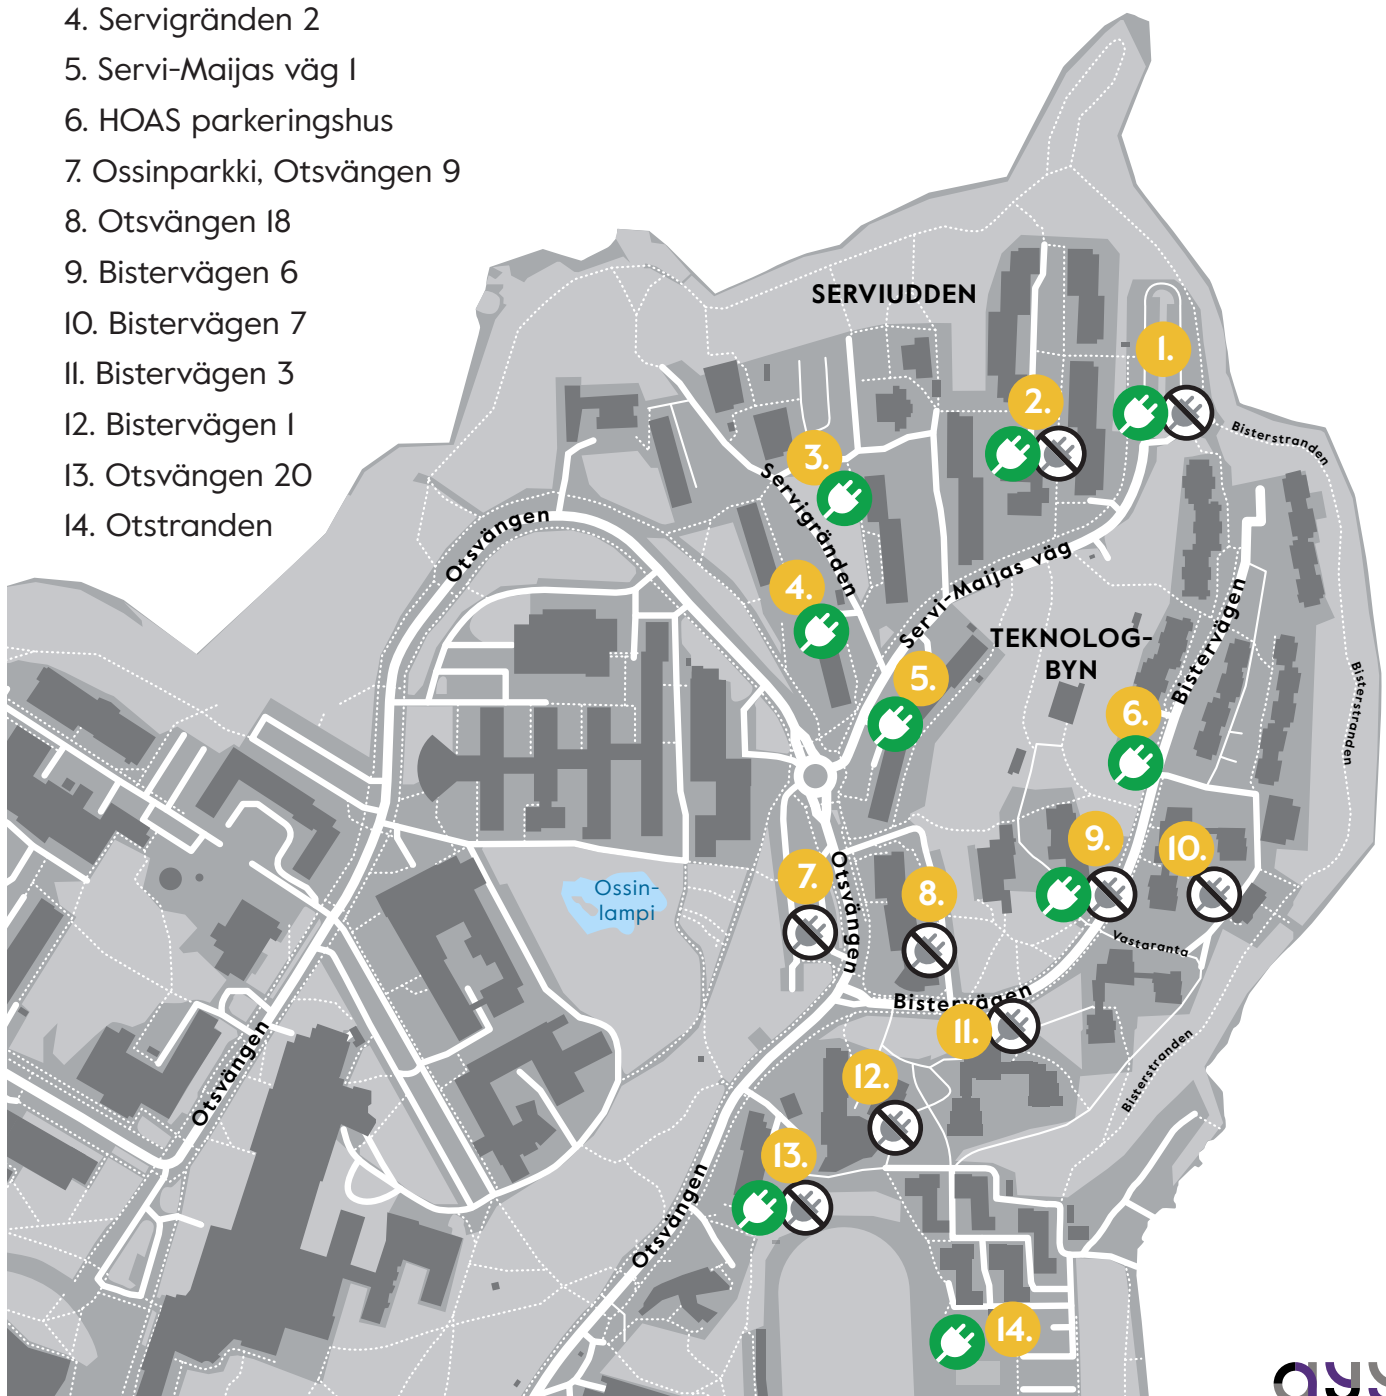 4. Servigränden 2
5. Servi-Maijas väg 1
6. HOAS parkeringshus
7. Ossinparkki, Otsvängen 9
8. Otsvängen 18
9. Bistervägen 6
10. Bistervägen 7
11. Bistervägen 3
12. Bistervägen 1
13. Otsvängen 20
14. Otstranden
SERVIUDDEN
1.
2.
Bisterstranden
3.
Servigränden
Otsvängen
Servi-Maijas väg
4.
TEKNOLOG-
BYN
Bistervägen
5.
Bisterstranden
6.
9.
10.
7.
Otsvängen
8.
Ossin-
lampi
Vastaranta
Bistervägen
11.
Otsvängen
Bisterstranden
12.
13.
Otsvängen
14.
ayy